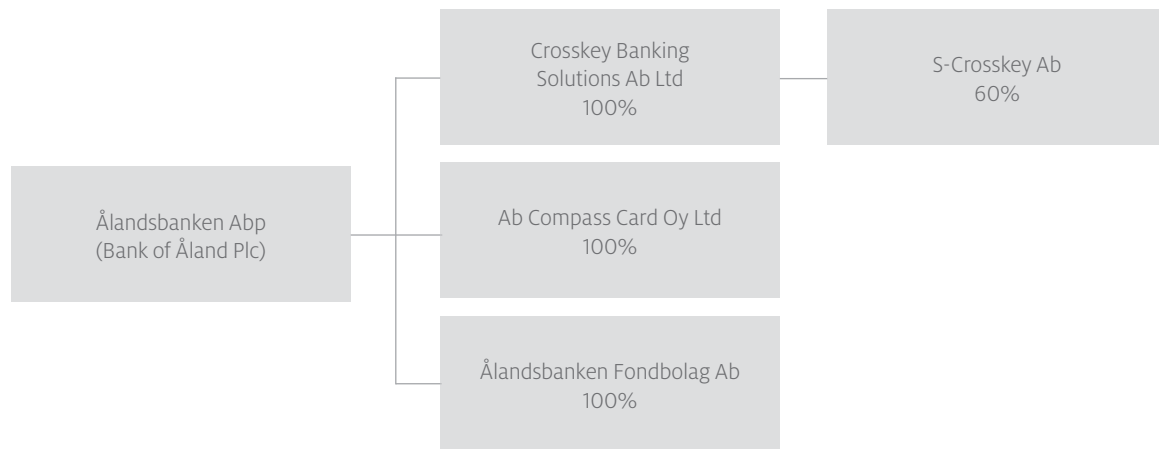 Crosskey Banking
Solutions Ab Ltd
100%
S-Crosskey Ab
60%
Ålandsbanken Abp
(Bank of Åland Plc)
Ab Compass Card Oy Ltd
100%
Ålandsbanken Fondbolag Ab
100%